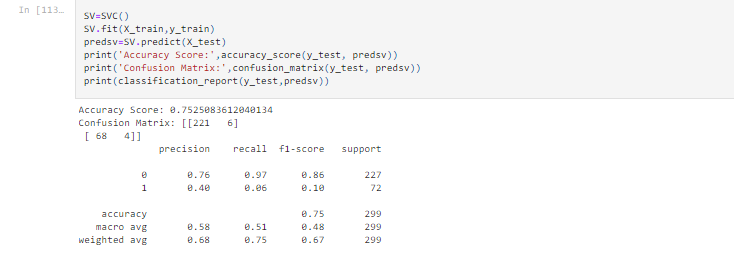 In [113...
SV=SVC()
SV.fit(X_train,y_train)
predsv=SV.predict(X_test)
print('Accuracy Score:',accuracy_score(y_test, predsv))
print('Confusion Matrix:',confusion_matrix(y_test, predsv))
print(classification_report(y_test,predsv))
Accuracy Score: 0.7525083612040134
Confusion Matrix: [[221   6]
 [ 68   4]]
              precision    recall  f1-score   support
           0       0.76      0.97      0.86       227
           1       0.40      0.06      0.10        72
    accuracy                           0.75       299
   macro avg       0.58      0.51      0.48       299
weighted avg       0.68      0.75      0.67       299